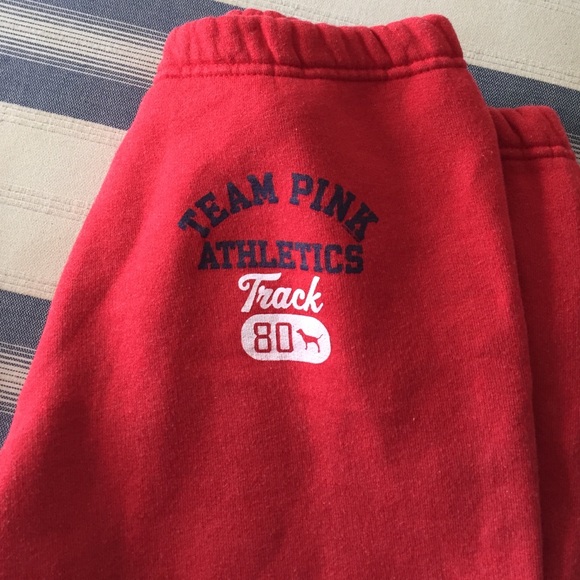 TEAM PINK
ATHLETICS
Track
80